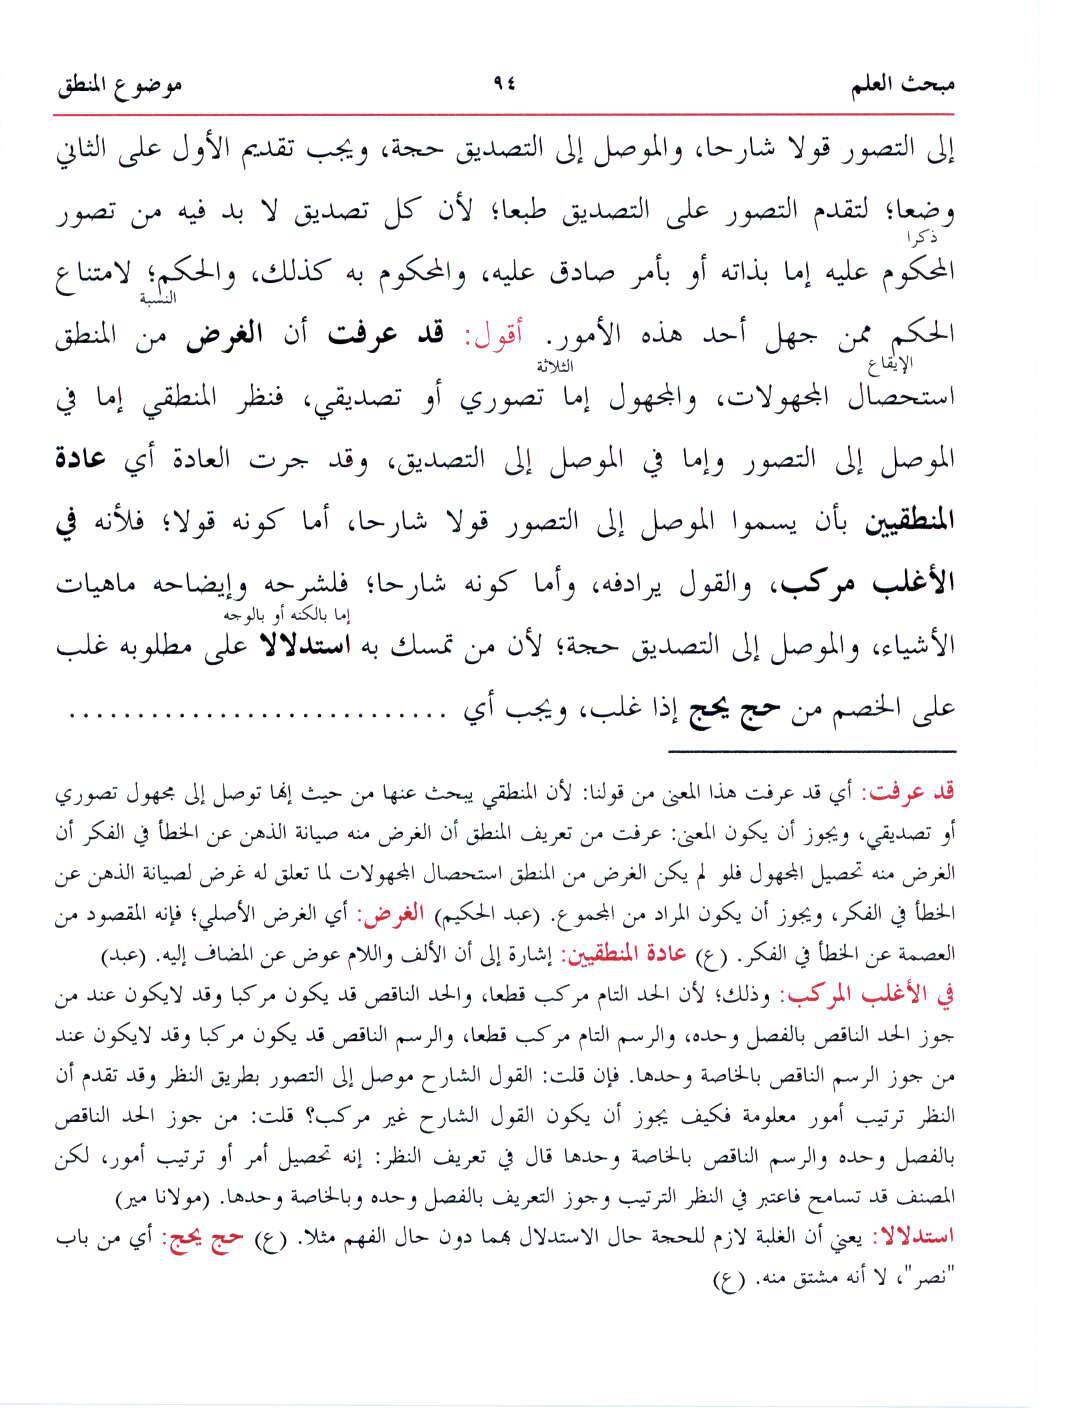 مبحث العلم ٩٤ موضوع المنطق
إلى التصور قولا شارحا، والموصل إلى التصديق حجة، ويجب تقديم الأول على الثاني
وضعا؛ لتقدم التصور على التصديق طبعا؛ لأن كل تصديق لا بد فيه من تصور
ذكرا
المحكوم عليه إما بذاته أو بأمر صادق عليه، والمحكوم به كذلك، والحكم؛ لامتناع
النسبة
الحكم ممن جهل أحد هذه الأمور. أقول: قد عرفت أن الغرض من المنطق
الإيقاع الثلاثة
استحصال المجهولات، والمجهول إما تصوري أو تصديقي، فنظر المنطقي إما في
الموصل إلى التصور وإما في الموصل إلى التصديق، وقد جرت العادة أي عادة
المنطقيين بأن يسموا الموصل إلى التصور قولا شارحا، أما كونه قولا؛ فلأنه في
الأغلب مركب، والقول يرادفه، وأما كونه شارحا؛ فلشرحه وإيضاحه ماهيات
إما بالكنه أو بالوجه
الأشياء، والموصل إلى التصديق حجة؛ لأن من تمسك به استدلالا على مطلوبه غلب
على الخصم من حج يحج إذا غلب، ويجب أي ............................
قد عرفت: أي قد عرفت هذا المعنى من قولنا: لأن المنطقي يبحث عنها من حيث إنها توصل إلى مجهول تصوري
أو تصديقي، ويجوز أن يكون المعنى: عرفت من تعريف المنطق أن الغرض منه صيانة الذهن عن الخطأ في الفكر أن
الغرض منه تحصيل المجهول فلو لم يكن الغرض من المنطق استحصال المجهولات لما تعلق له غرض لصيانة الذهن عن
الخطأ في الفكر، ويجوز أن يكون المراد من المجموع. (عبد الحكيم) الغرض: أي الغرض الأصلي؛ فإنه المقصود من
العصمة عن الخطأ في الفكر. (ع) عادة المنطقيين: إشارة إلى أن الألف واللام عوض عن المضاف إليه. (عبد)
في الأغلب المركب: وذلك؛ لأن الحد التام مركب قطعا، والحد الناقص قد يكون مركبا وقد لايكون عند من
جوز الحد الناقص بالفصل وحده، والرسم التام مركب قطعا، والرسم الناقص قد يكون مركبا وقد لايكون عند
من جوز الرسم الناقص بالخاصة وحدها. فإن قلت: القول الشارح موصل إلى التصور بطريق النظر وقد تقدم أن
النظر ترتيب أمور معلومة فكيف يجوز أن يكون القول الشارح غير مركب؟ قلت: من جوز الحد الناقص
بالفصل وحده والرسم الناقص بالخاصة وحدها قال في تعريف النظر: إنه تحصيل أمر أو ترتيب أمور، لكن
المصنف قد تسامح فاعتبر في النظر الترتيب وجوز التعريف بالفصل وحده وبالخاصة وحدها. (مولانا مير)
استدلالا: يعني أن الغلبة لازم للحجة حال الاستدلال بهما دون حال الفهم مثلا. (ع) حج يحج: أي من باب
"نصر"، لا أنه مشتق منه. (ع)